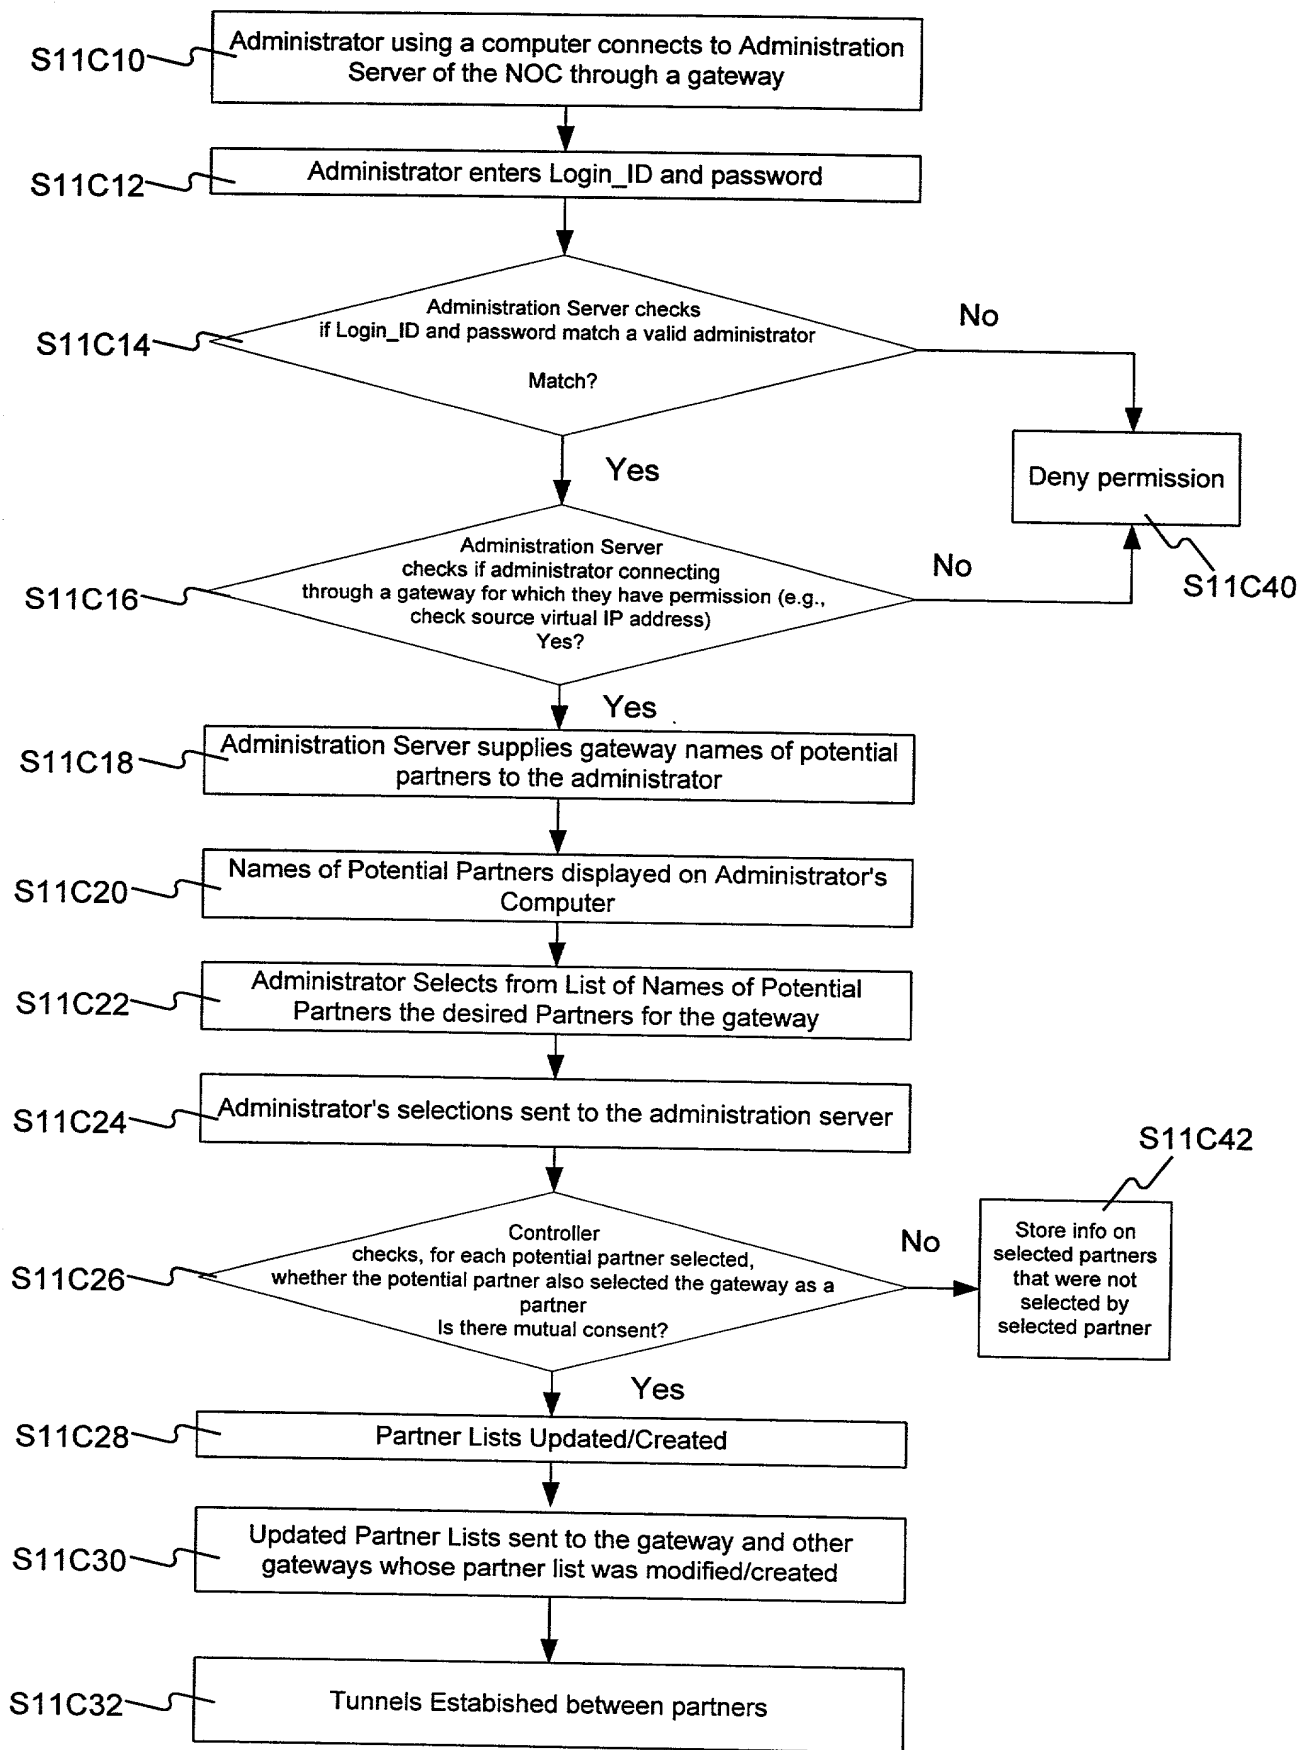 Administrator using a computer connects to Administration
Server of the NOC through a gateway
S11C10
Administrator enters Login_ID and password
S11C12
Administration Server checks
if Login_ID and password match a valid administrator
Match?
S11C14
No
Yes
Deny permission
S11C40
Administration Server
checks if administrator connecting
through a gateway for which they have permission (e.g.,
check source virtual IP address)
Yes?
S11C16
No
Yes
Administration Server supplies gateway names of potential
partners to the administrator
S11C18
Names of Potential Partners displayed on Administrator's
Computer
S11C20
Administrator Selects from List of Names of Potential
Partners the desired Partners for the gateway
S11C22
Administrator's selections sent to the administration server
S11C24
S11C42
Controller
checks, for each potential partner selected,
whether the potential partner also selected the gateway as a
partner
Is there mutual consent?
S11C26
No
Store info on
selected partners
that were not
selected by
selected partner
Yes
Partner Lists Updated/Created
S11C28
Updated Partner Lists sent to the gateway and other
gateways whose partner list was modified/created
S11C30
Tunnels Estabished between partners
S11C32